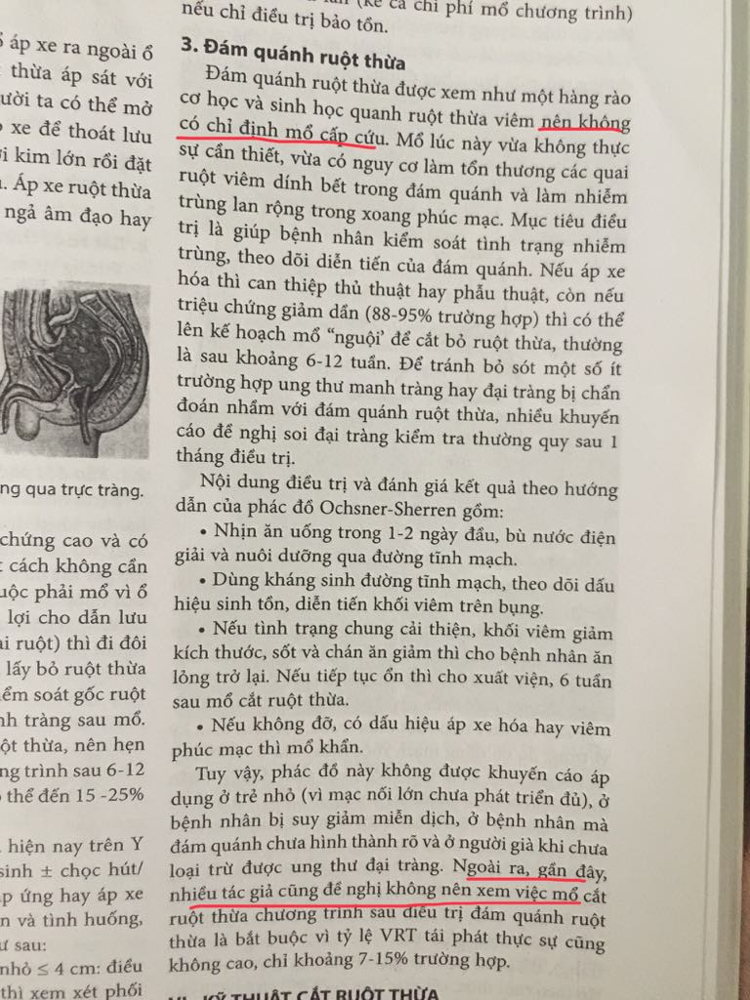 ổ áp xe ra ngoài ổ
thừa áp sát với
ười ta có thể mở
xe để thoát lưu
i kim lớn rồi đặt
. Áp xe ruột thừa
ngả âm đạo hay
ng qua trực tràng.
chứng cao và có
t cách không cần
uộc phải mổ vì ổ
lợi cho dẫn lưu
ai ruột) thì đi đôi
lấy bỏ ruột thừa
ểm soát gốc ruột
nh tràng sau mổ.
ột thừa, nên hẹn
ng trình sau 6-12
thể đến 15 -25%
hiện nay trên Y
sinh ± chọc hút/
p ứng hay áp xe
n và tình huống,
ư sau:
nhỏ ≤ 4 cm: điều
thì xem xét phối
(kể cả chi phí mổ chương trình)
nếu chỉ điều trị bảo tồn.
3. Đám quánh ruột thừa
Đám quánh ruột thừa được xem như một hàng rào
cơ học và sinh học quanh ruột thừa viêm nên không
có chỉ định mổ cấp cứu. Mổ lúc này vừa không thực
sự cần thiết, vừa có nguy cơ làm tổn thương các quai
ruột viêm dính bết trong đám quánh và làm nhiễm
trùng lan rộng trong xoang phúc mạc. Mục tiêu điều
trị là giúp bệnh nhân kiểm soát tình trạng nhiễm
trùng, theo dõi diễn tiến của đám quánh. Nếu áp xe
hóa thì can thiệp thủ thuật hay phẫu thuật, còn nếu
triệu chứng giảm dần (88-95% trường hợp) thì có thể
lên kế hoạch mổ "nguội' để cắt bỏ ruột thừa, thường
là sau khoảng 6-12 tuần. Để tránh bỏ sót một số ít
trường hợp ung thư manh tràng hay đại tràng bị chẩn
đoán nhầm với đám quánh ruột thừa, nhiều khuyến
cáo đề nghị soi đại tràng kiểm tra thường quy sau 1
tháng điều trị.
Nội dung điều trị và đánh giá kết quả theo hướng
dẫn của phác đồ Ochsner-Sherren gồm:
• Nhịn ăn uống trong 1-2 ngày đầu, bù nước điện
giải và nuôi dưỡng qua đường tĩnh mạch.
• Dùng kháng sinh đường tĩnh mạch, theo dõi dấu
hiệu sinh tồn, diễn tiến khối viêm trên bụng.
• Nếu tình trạng chung cải thiện, khối viêm giảm
kích thước, sốt và chán ăn giảm thì cho bệnh nhân ăn
lỏng trở lại. Nếu tiếp tục ổn thì cho xuất viện, 6 tuần
sau mổ cắt ruột thừa.
• Nếu không đỡ, có dấu hiệu áp xe hóa hay viêm
phúc mạc thì mổ khẩn.
Tuy vậy, phác đồ này không được khuyến cáo áp
dụng ở trẻ nhỏ (vì mạc nối lớn chưa phát triển đủ), ở
bệnh nhân bị suy giảm miễn dịch, ở bệnh nhân mà
đám quánh chưa hình thành rõ và ở người già khi chưa
loại trừ được ung thư đại tràng. Ngoài ra, gần đây,
nhiều tác giả cũng đề nghị không nên xem việc mổ cắt
ruột thừa chương trình sau điều trị đám quánh ruột
thừa là bắt buộc vì tỷ lệ VRT tái phát thực sự cũng
không cao, chỉ khoảng 7-15% trường hợp.
KỸ THUẬT CẮT RUỘT THỪA